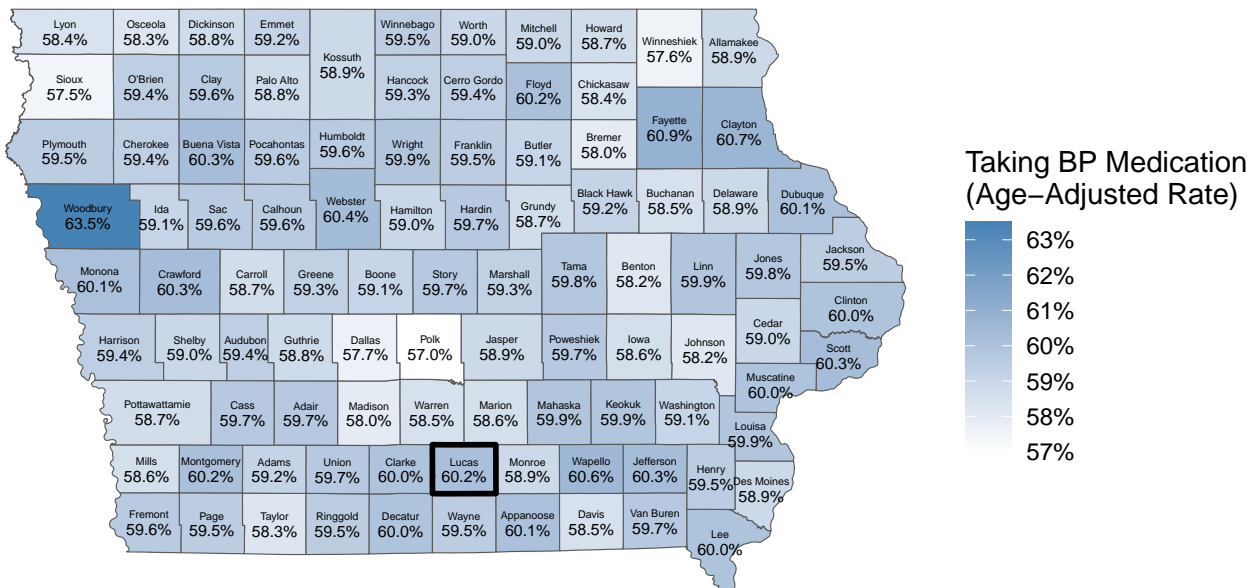 Lyon
58.4%
Osceola
58.3%
Dickinson
58.8%
Emmet
59.2%
Kossuth
58.9%
Winnebago
59.5%
Worth
59.0%
Mitchell
59.0%
Howard
58.7%
Winneshiek
57.6%
Allamakee
58.9%
Sioux
57.5%
O'Brien
59.4%
Clay
59.6%
Palo Alto
58.8%
Hancock
59.3%
Cerro Gordo
59.4%
Floyd
60.2%
Chickasaw
58.4%
Fayette
60.9%
Clayton
60.7%
Plymouth
59.5%
Cherokee
59.4%
Buena Vista
60.3%
Pocahontas
59.6%
Humboldt
59.6%
Wright
59.9%
Franklin
59.5%
Butler
59.1%
Bremer
58.0%
Woodbury
63.5%
Ida
59.1%
Sac
59.6%
Calhoun
59.6%
Webster
60.4%
Hamilton
59.0%
Hardin
59.7%
Grundy
58.7%
Black Hawk
59.2%
Buchanan
58.5%
Delaware
58.9%
Dubuque
60.1%
Monona
60.1%
Crawford
60.3%
Carroll
58.7%
Greene
59.3%
Boone
59.1%
Story
59.7%
Marshall
59.3%
Tama
59.8%
Benton
58.2%
Linn
59.9%
Jones
59.8%
Jackson
59.5%
Clinton
60.0%
Harrison
59.4%
Shelby
59.0%
Audubon
59.4%
Guthrie
58.8%
Dallas
57.7%
Polk
57.0%
Jasper
58.9%
Poweshiek
59.7%
Iowa
58.6%
Johnson
58.2%
Cedar
59.0%
Scott
60.3%
Muscatine
60.0%
Pottawattamie
58.7%
Cass
59.7%
Adair
59.7%
Madison
58.0%
Warren
58.5%
Marion
58.6%
Mahaska
59.9%
Keokuk
59.9%
Washington
59.1%
Louisa
59.9%
Mills
58.6%
Montgomery
60.2%
Adams
59.2%
Union
59.7%
Clarke
60.0%
Lucas
60.2%
Monroe
58.9%
Wapello
60.6%
Jefferson
60.3%
Henry
59.5%
Des Moines
58.9%
Fremont
59.6%
Page
59.5%
Taylor
58.3%
Ringgold
59.5%
Decatur
60.0%
Wayne
59.5%
Appanoose
60.1%
Davis
58.5%
Van Buren
59.7%
Lee
60.0%
Taking BP Medication
(Age−Adjusted Rate)
63%
62%
61%
60%
59%
58%
57%